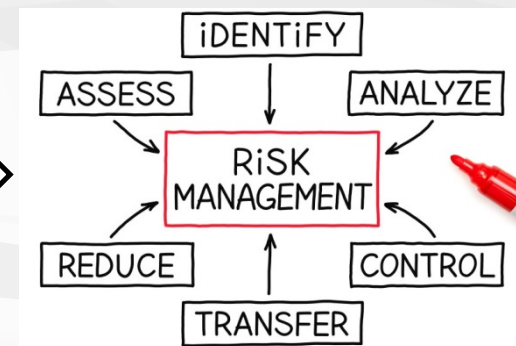 iDENTiFY
ASSESS
ANALYZE
RiSK
MANAGEMENT
REDUCE
CONTROL
TRANSFER